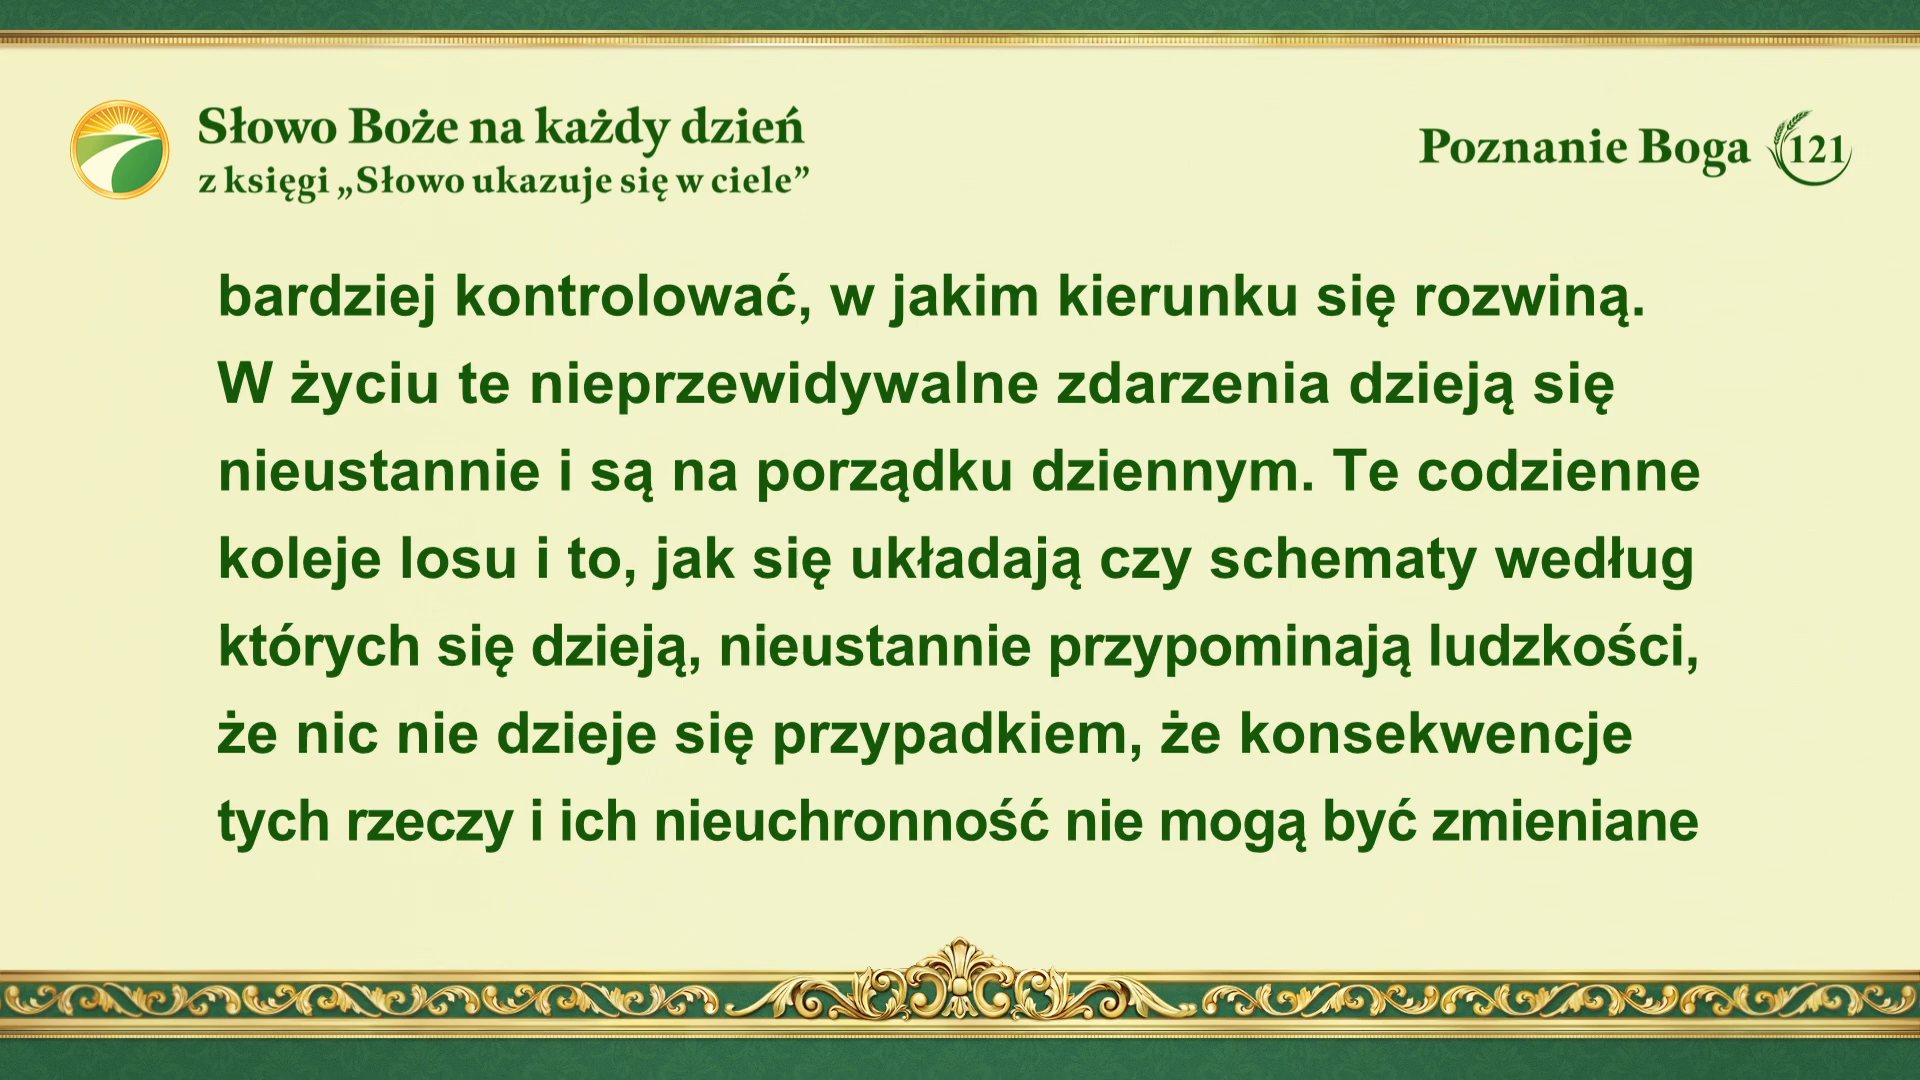 Słowo Boże na każdy dzień
z księgi „Słowo ukazuje się w ciele”
Poznanie Boga 121
bardziej kontrolować, w jakim kierunku się rozwiną.
W życiu te nieprzewidywalne zdarzenia dzieją się
nieustannie i są na porządku dziennym. Te codzienne
koleje losu i to, jak się układają czy schematy według
których się dzieją, nieustannie przypominają ludzkości,
że nic nie dzieje się przypadkiem, że konsekwencje
tych rzeczy i ich nieuchronność nie mogą być zmieniane